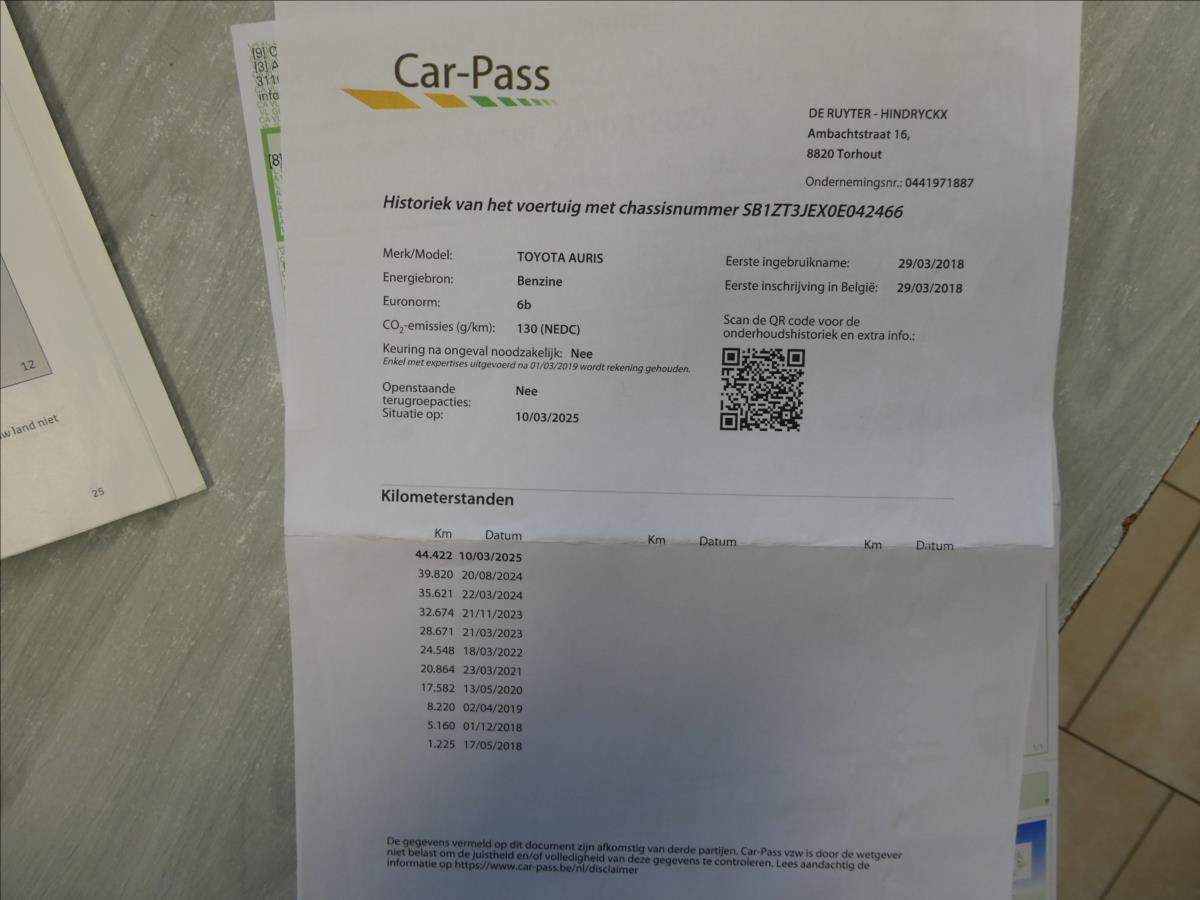 [9] C
[3] A
311
info
[8]
12
w land niet
25
Car-Pass
DE RUYTER - HINDRYCKX
Ambachtstraat 16,
8820 Torhout
Ondernemingsnr.: 0441971887
Historiek van het voertuig met chassisnummer SB1ZT3JEX0E042466
Merk/Model: TOYOTA AURIS
Energiebron: Benzine
Euronorm: 6b
CO₂-emissies (g/km): 130 (NEDC)
Keuring na ongeval noodzakelijk: Nee
Enkel met expertises uitgevoerd na 01/03/2019 wordt rekening gehouden.
Openstaande
terugroepacties: Nee
Situatie op: 10/03/2025
Eerste ingebruikname: 29/03/2018
Eerste inschrijving in België: 29/03/2018
Scan de QR code voor de
onderhoudshistoriek en extra info.:
Kilometerstanden
Km Datum Km Datum Km Datum
44.422 10/03/2025
39.820 20/08/2024
35.621 22/03/2024
32.674 21/11/2023
28.671 21/03/2023
24.548 18/03/2022
20.864 23/03/2021
17.582 13/05/2020
8.220 02/04/2019
5.160 01/12/2018
1.225 17/05/2018
1/1
De gegevens vermeld op dit document zijn afkomstig van derde partijen. Car-Pass vzw is door de wetgever
niet belast om de juistheid en/of volledigheid van deze gegevens te controleren. Lees aandachtig de
informatie op https://www.car-pass.be/nl/disclaimer